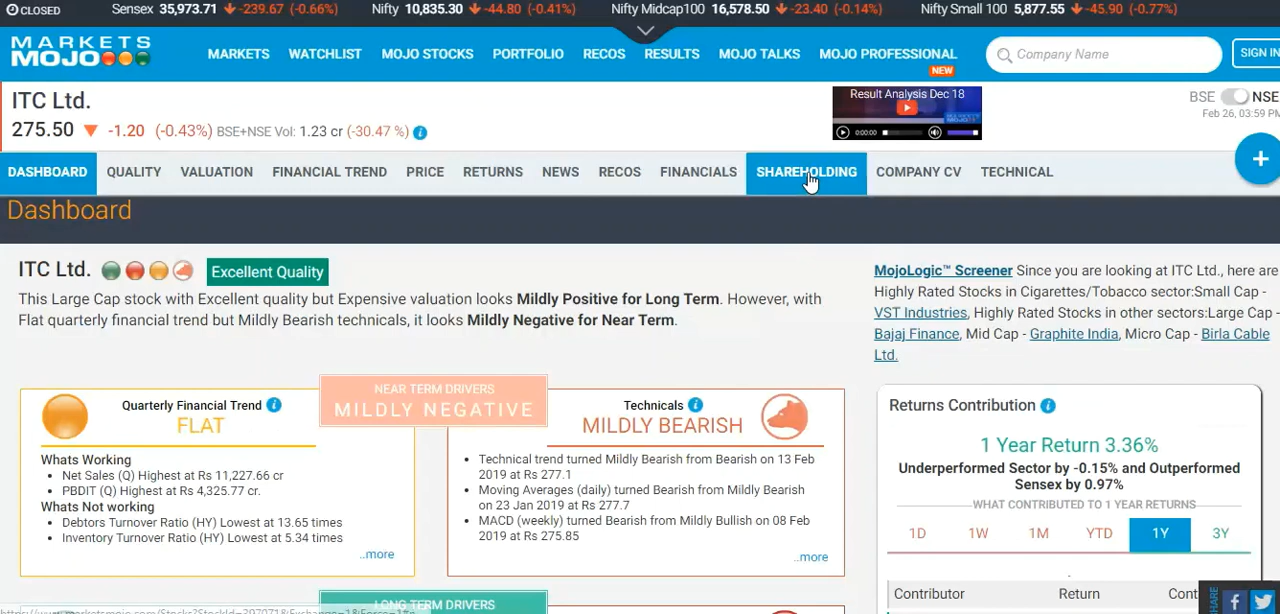 CLOSED Sensex 35,973.71 -239.67 (-0.66%) Nifty 10,835.30 -44.80 (-0.41%) Nifty Midcap100 16,578.50 -23.40 (-0.14%) Nifty Small 100 5,877.55 -45.90 (-0.77%)
MARKETS
MOJO
MARKETS WATCHLIST MOJO STOCKS PORTFOLIO RECOS RESULTS MOJO TALKS MOJO PROFESSIONAL
NEW
Company Name
SIGN IN
ITC Ltd.
275.50 -1.20 (-0.43%) BSE+NSE Vol: 1.23 cr (-30.47 %) i
Result Analysis Dec 18
0:00:00
BSE NSE
Feb 26, 03:59 PM
DASHBOARD QUALITY VALUATION FINANCIAL TREND PRICE RETURNS NEWS RECOS FINANCIALS SHAREHOLDING COMPANY CV TECHNICAL
+
Dashboard
ITC Ltd. Excellent Quality
This Large Cap stock with Excellent quality but Expensive valuation looks Mildly Positive for Long Term. However, with
Flat quarterly financial trend but Mildly Bearish technicals, it looks Mildly Negative for Near Term.
MojoLogic™ Screener Since you are looking at ITC Ltd., here are
Highly Rated Stocks in Cigarettes/Tobacco sector:Small Cap -
VST Industries, Highly Rated Stocks in other sectors:Large Cap -
Bajaj Finance, Mid Cap - Graphite India, Micro Cap - Birla Cable
Ltd.
NEAR TERM DRIVERS
MILDLY NEGATIVE
Quarterly Financial Trend i
FLAT
Whats Working
• Net Sales (Q) Highest at Rs 11,227.66 cr
• PBDIT (Q) Highest at Rs 4,325.77 cr.
Whats Not working
• Debtors Turnover Ratio (HY) Lowest at 13.65 times
• Inventory Turnover Ratio (HY) Lowest at 5.34 times
..more
Technicals i
MILDLY BEARISH
• Technical trend turned Mildly Bearish from Bearish on 13 Feb
2019 at Rs 277.1
• Moving Averages (daily) turned Bearish from Mildly Bearish
on 23 Jan 2019 at Rs 277.7
• MACD (weekly) turned Bearish from Mildly Bullish on 08 Feb
2019 at Rs 275.85
..more
Returns Contribution i
1 Year Return 3.36%
Underperformed Sector by -0.15% and Outperformed
Sensex by 0.97%
WHAT CONTRIBUTED TO 1 YEAR RETURNS
1D 1W 1M YTD 1Y 3Y
Contributor Return Cont
LONG TERM DRIVERS
SHARE